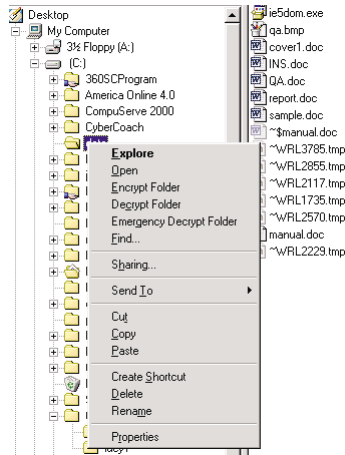 Desktop
My Computer
3½ Floppy (A:)
(C:)
360SCProgram
America Online 4.0
CompuServe 2000
CyberCoach
Explore
Open
Encrypt Folder
Decrypt Folder
Emergency Decrypt Folder
Find...
Sharing...
Send To
Cut
Copy
Paste
Create Shortcut
Delete
Rename
Properties
ie5dom.exe
qa.bmp
cover1.doc
INS.doc
QA.doc
report.doc
sample.doc
~$manual.doc
~WRL3785.tmp
~WRL2855.tmp
~WRL2117.tmp
~WRL1735.tmp
~WRL2570.tmp
manual.doc
~WRL2229.tmp